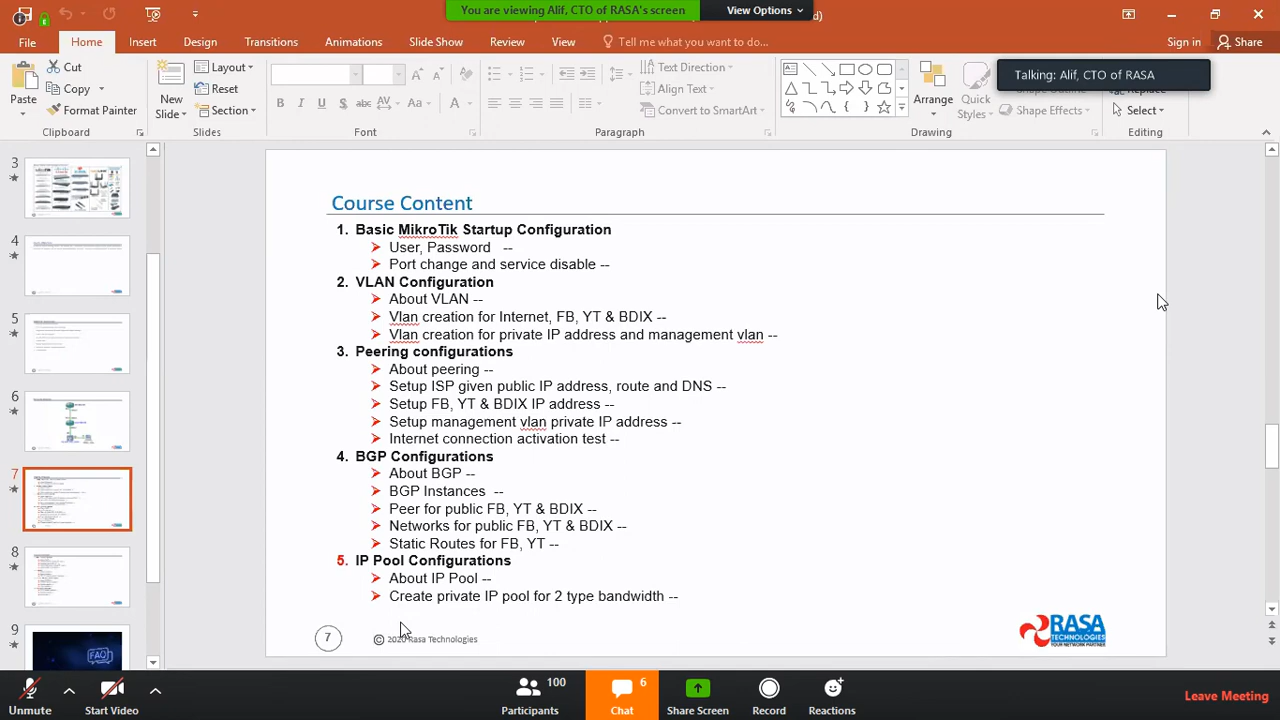 You are viewing Alif, CTO of RASA's screen
View Options
d)
File
Home
Insert
Design
Transitions
Animations
Slide Show
Review
View
Tell me what you want to do...
Sign in
Share
Paste
Cut
Copy
Format Painter
Clipboard
New
Slide
Layout
Reset
Section
Slides
B I U S abc AV Aa A
Font
Text Direction
Align Text
Convert to SmartArt
Paragraph
Arrange
Quick
Styles
Shape Effects
Drawing
Talking: Alif, CTO of RASA
Replace
Select
Editing
3
4
5
6
7
8
9
FAQ
Course Content
1. Basic MikroTik Startup Configuration
User, Password --
Port change and service disable --
2. VLAN Configuration
About VLAN --
Vlan creation for Internet, FB, YT & BDIX --
Vlan creation for private IP address and management vlan --
3. Peering configurations
About peering --
Setup ISP given public IP address, route and DNS --
Setup FB, YT & BDIX IP address --
Setup management vlan private IP address --
Internet connection activation test --
4. BGP Configurations
About BGP --
BGP Instances --
Peer for public FB, YT & BDIX --
Networks for public FB, YT & BDIX --
Static Routes for FB, YT --
5. IP Pool Configurations
About IP Pool --
Create private IP pool for 2 type bandwidth --
7
© 2020 Rasa Technologies
RASA
TECHNOLOGIES
YOUR NETWORK PARTNER
Unmute
Start Video
Participants
100
Chat
6
Share Screen
Record
Reactions
Leave Meeting